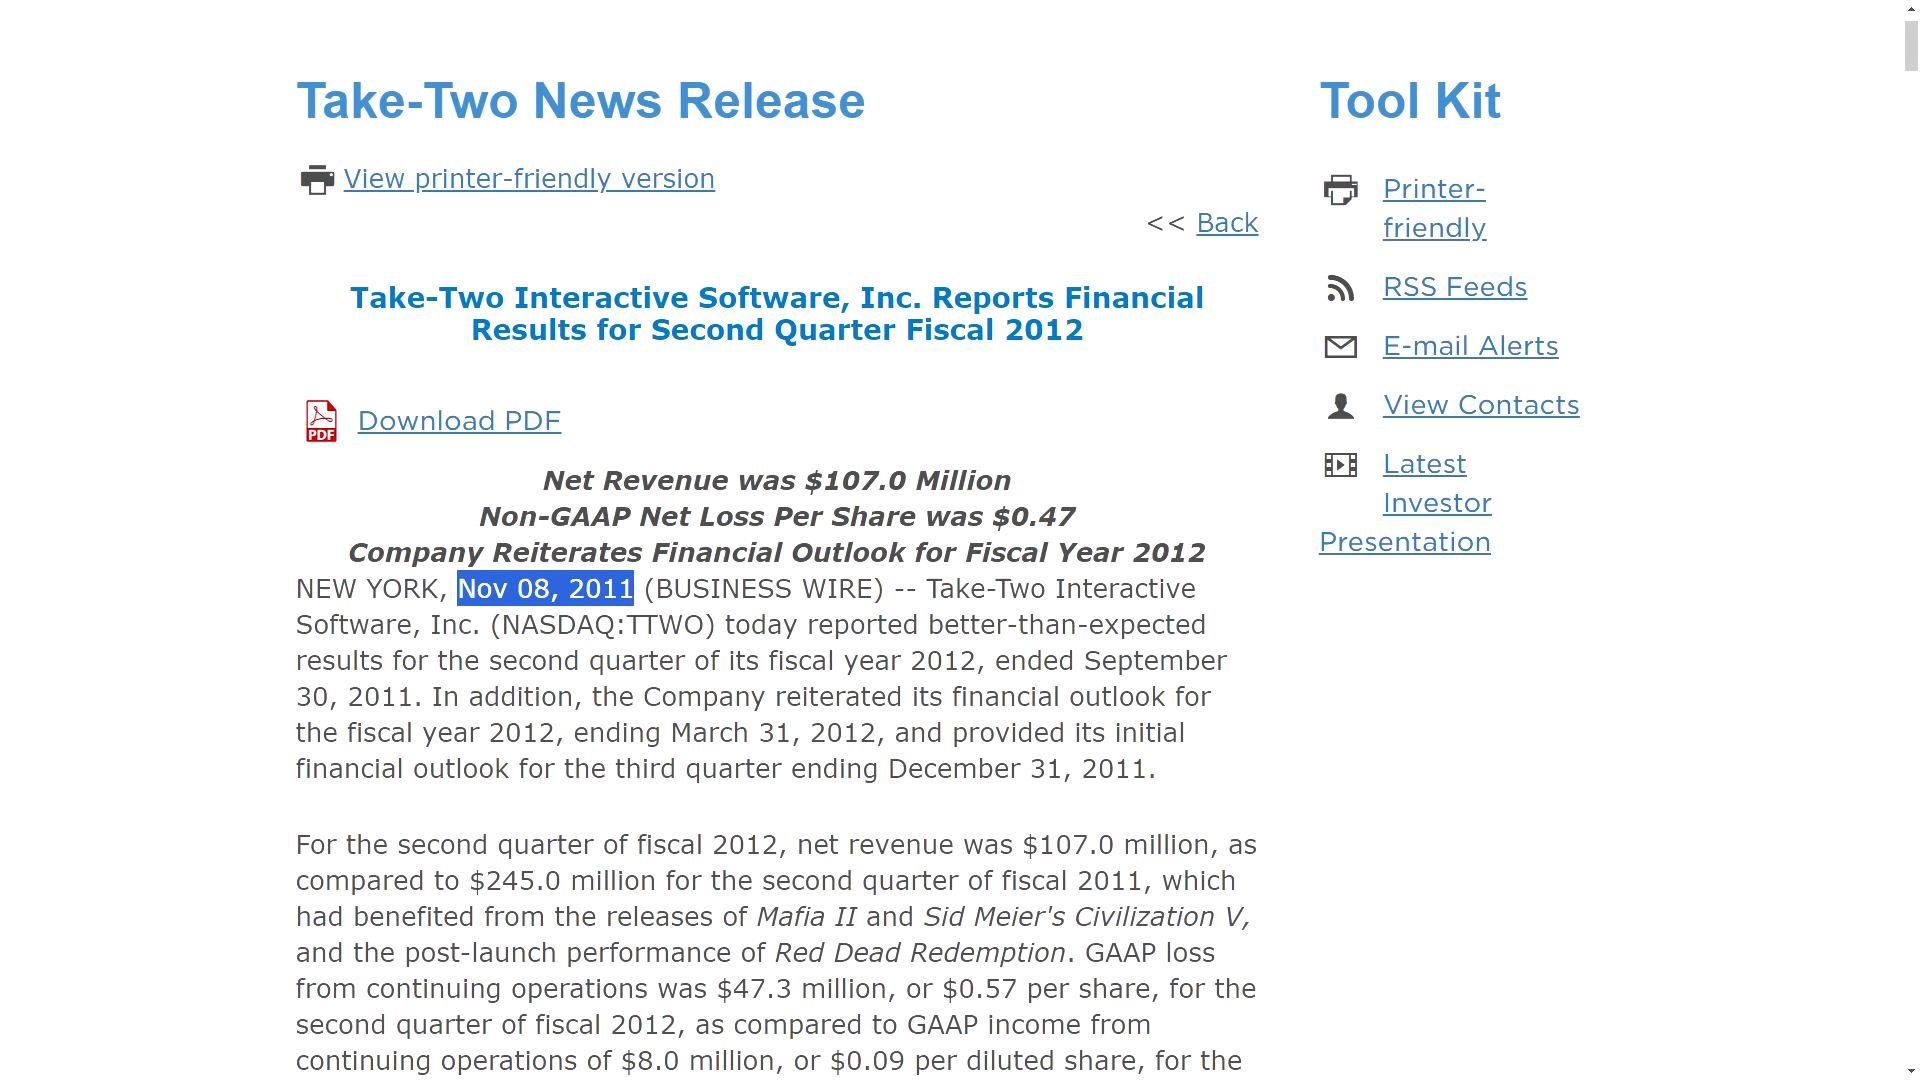 Take-Two News Release
View printer-friendly version
<< Back
Take-Two Interactive Software, Inc. Reports Financial
Results for Second Quarter Fiscal 2012
PDF
Download PDF
Net Revenue was $107.0 Million
Non-GAAP Net Loss Per Share was $0.47
Company Reiterates Financial Outlook for Fiscal Year 2012
NEW YORK, Nov 08, 2011 (BUSINESS WIRE) -- Take-Two Interactive
Software, Inc. (NASDAQ:TTWO) today reported better-than-expected
results for the second quarter of its fiscal year 2012, ended September
30, 2011. In addition, the Company reiterated its financial outlook for
the fiscal year 2012, ending March 31, 2012, and provided its initial
financial outlook for the third quarter ending December 31, 2011.
For the second quarter of fiscal 2012, net revenue was $107.0 million, as
compared to $245.0 million for the second quarter of fiscal 2011, which
had benefited from the releases of Mafia II and Sid Meier's Civilization V,
and the post-launch performance of Red Dead Redemption. GAAP loss
from continuing operations was $47.3 million, or $0.57 per share, for the
second quarter of fiscal 2012, as compared to GAAP income from
continuing operations of $8.0 million, or $0.09 per diluted share, for the
Tool Kit
Printer-
friendly
RSS Feeds
E-mail Alerts
View Contacts
Latest
Investor
Presentation